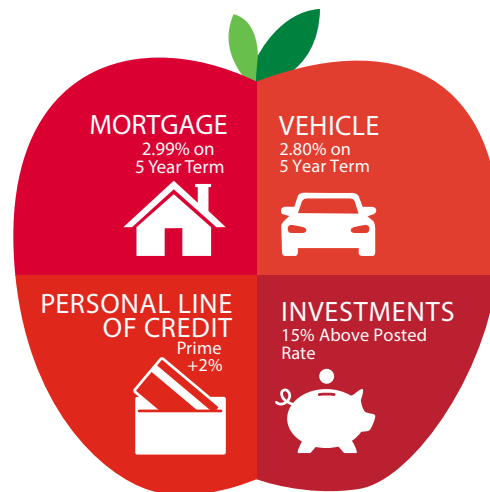 MORTGAGE
2.99% on
5 Year Term
VEHICLE
2.80% on
5 Year Term
PERSONAL LINE
OF CREDIT
Prime
+2%
INVESTMENTS
15% Above Posted
Rate